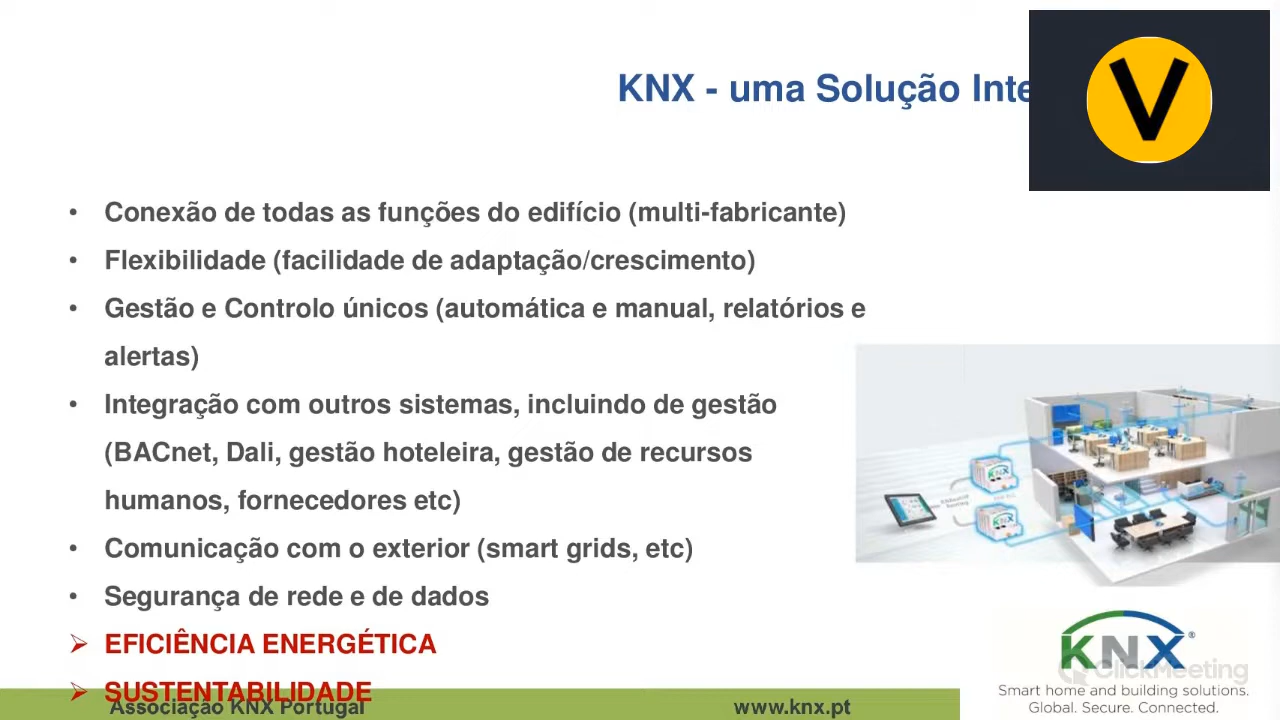 KNX - uma Solução Inte
V
• Conexão de todas as funções do edifício (multi-fabricante)
• Flexibilidade (facilidade de adaptação/crescimento)
• Gestão e Controlo únicos (automática e manual, relatórios e
alertas)
• Integração com outros sistemas, incluindo de gestão
(BACnet, Dali, gestão hoteleira, gestão de recursos
humanos, fornecedores etc)
• Comunicação com o exterior (smart grids, etc)
• Segurança de rede e de dados
➢ EFICIÊNCIA ENERGÉTICA
➢ SUSTENTABILIDADE
KNX
KNX
KNX®
ClickMeeting
Smart home and building solutions.
Global. Secure. Connected.
Associação KNX Portugal
www.knx.pt